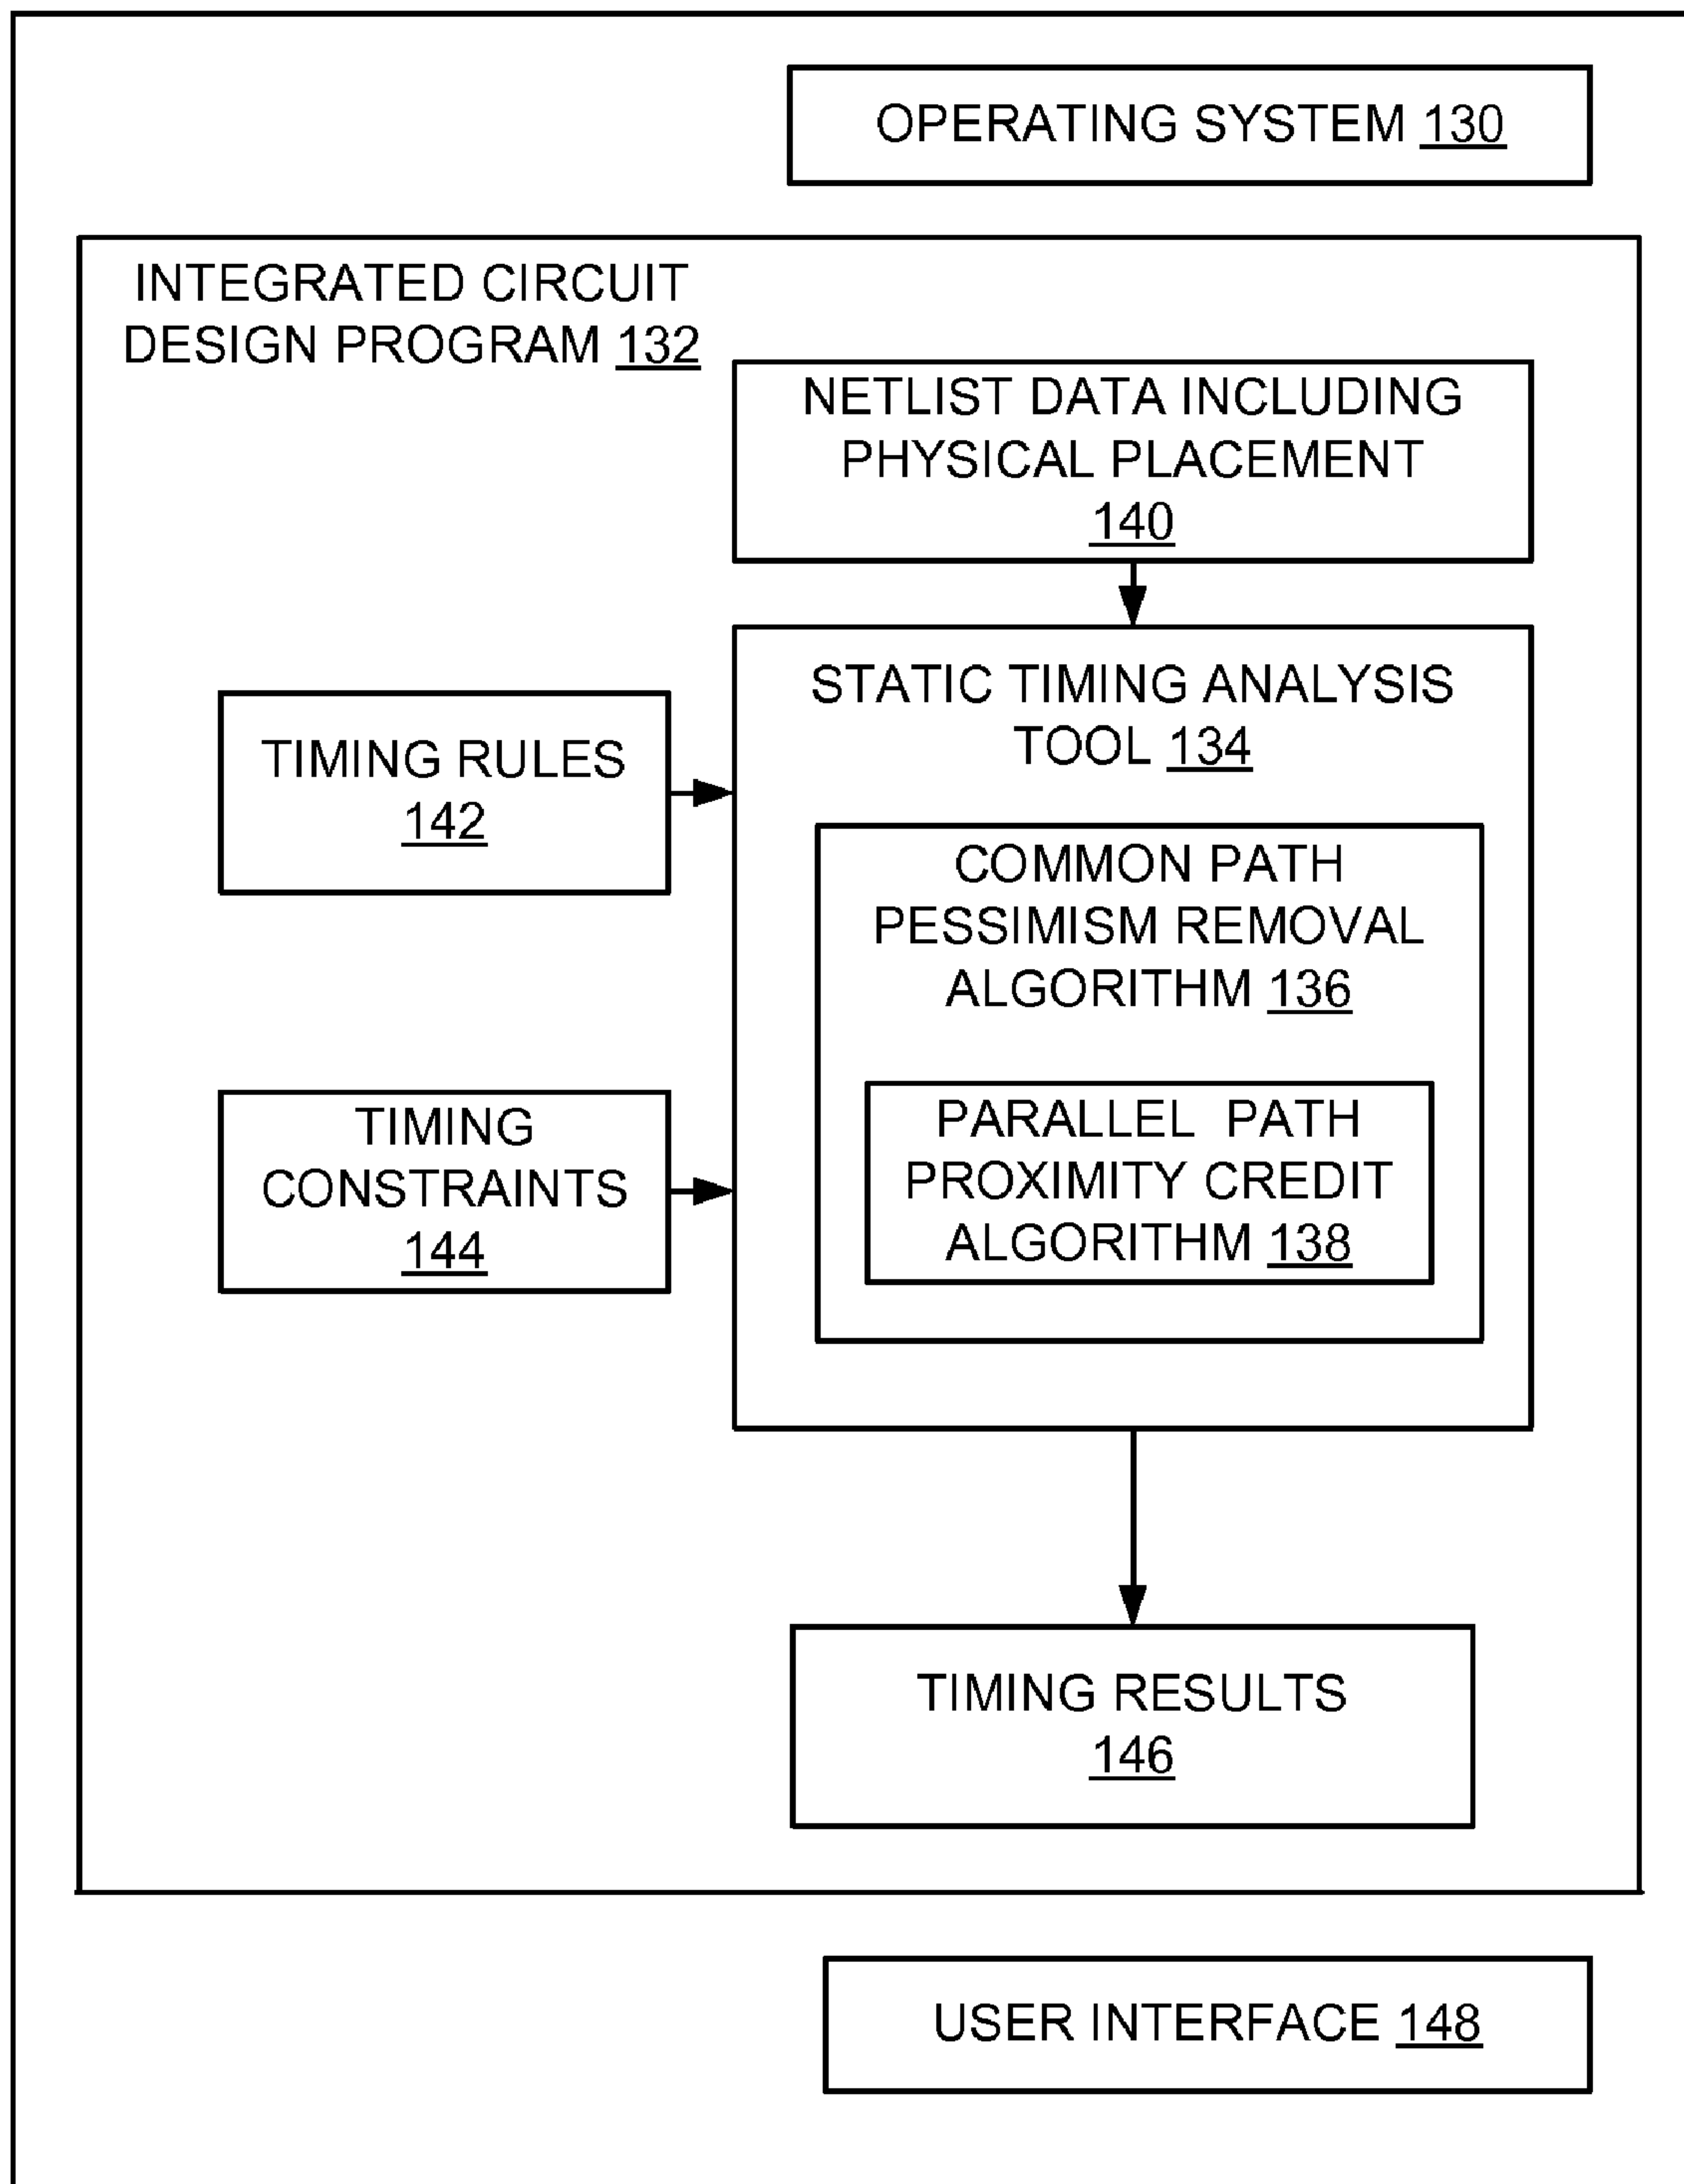 OPERATING SYSTEM 130
INTEGRATED CIRCUIT
DESIGN PROGRAM 132
NETLIST DATA INCLUDING
PHYSICAL PLACEMENT
140
STATIC TIMING ANALYSIS
TOOL 134
TIMING RULES
142
COMMON PATH
PESSIMISM REMOVAL
ALGORITHM 136
TIMING
CONSTRAINTS
144
PARALLEL PATH
PROXIMITY CREDIT
ALGORITHM 138
TIMING RESULTS
146
USER INTERFACE 148